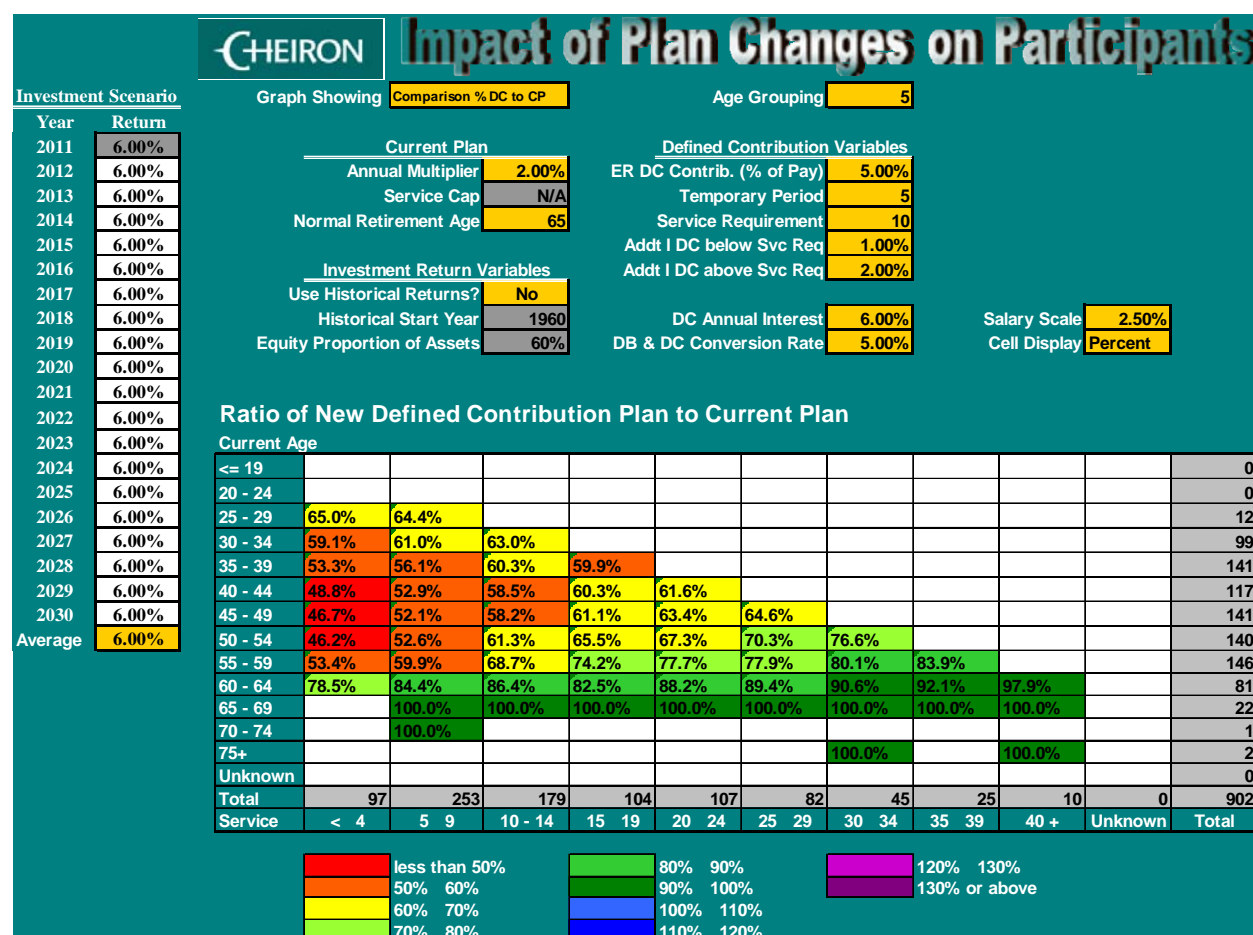 CHEIRON
Impact of Plan Changes on Participants
Investment Scenario
Graph Showing Comparison % DC to CP Age Grouping 5
Year Return
2011 6.00% Current Plan Defined Contribution Variables
2012 6.00% Annual Multiplier 2.00% ER DC Contrib. (% of Pay) 5.00%
2013 6.00% Service Cap N/A Temporary Period 5
2014 6.00% Normal Retirement Age 65 Service Requirement 10
2015 6.00% Addt l DC below Svc Req 1.00%
2016 6.00% Investment Return Variables Addt l DC above Svc Req 2.00%
2017 6.00% Use Historical Returns? No
2018 6.00% Historical Start Year 1960 DC Annual Interest 6.00% Salary Scale 2.50%
2019 6.00% Equity Proportion of Assets 60% DB & DC Conversion Rate 5.00% Cell Display Percent
2020 6.00%
2021 6.00%
2022 6.00% Ratio of New Defined Contribution Plan to Current Plan
2023 6.00% Current Age
2024 6.00% <= 19 0
2025 6.00% 20 - 24 0
2026 6.00% 25 - 29 65.0% 64.4% 12
2027 6.00% 30 - 34 59.1% 61.0% 63.0% 99
2028 6.00% 35 - 39 53.3% 56.1% 60.3% 59.9% 141
2029 6.00% 40 - 44 48.8% 52.9% 58.5% 60.3% 61.6% 117
2030 6.00% 45 - 49 46.7% 52.1% 58.2% 61.1% 63.4% 64.6% 141
Average 6.00% 50 - 54 46.2% 52.6% 61.3% 65.5% 67.3% 70.3% 76.6% 140
55 - 59 53.4% 59.9% 68.7% 74.2% 77.7% 77.9% 80.1% 83.9% 146
60 - 64 78.5% 84.4% 86.4% 82.5% 88.2% 89.4% 90.6% 92.1% 97.9% 81
65 - 69 100.0% 100.0% 100.0% 100.0% 100.0% 100.0% 100.0% 100.0% 22
70 - 74 100.0% 1
75+ 100.0% 100.0% 2
Unknown 0
Total 97 253 179 104 107 82 45 25 10 0 902
Service < 4 5 9 10 - 14 15 19 20 24 25 29 30 34 35 39 40 + Unknown Total
less than 50% 80% 90% 120% 130%
50% 60% 90% 100% 130% or above
60% 70% 100% 110%
70% 80% 110% 120%